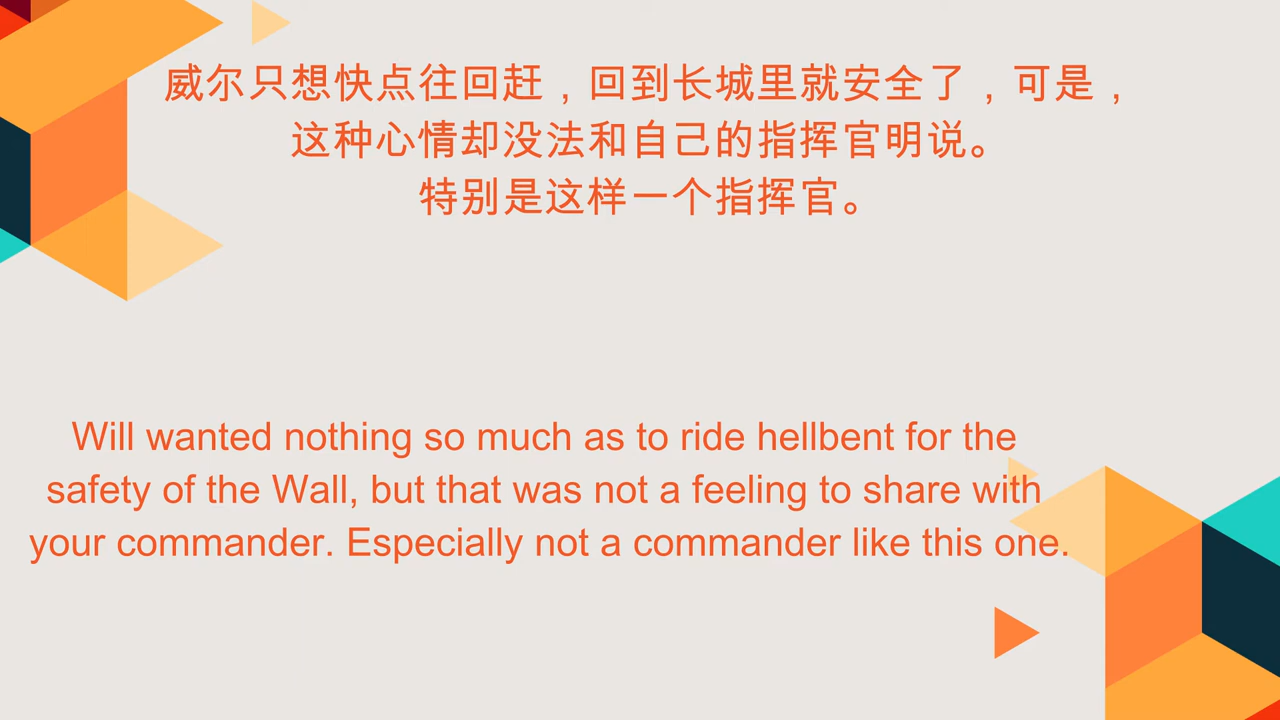 威尔只想快点往回赶，回到长城里就安全了，可是，
这种心情却没法和自己的指挥官明说。
特别是这样一个指挥官。
Will wanted nothing so much as to ride hellbent for the
safety of the Wall, but that was not a feeling to share with
your commander. Especially not a commander like this one.